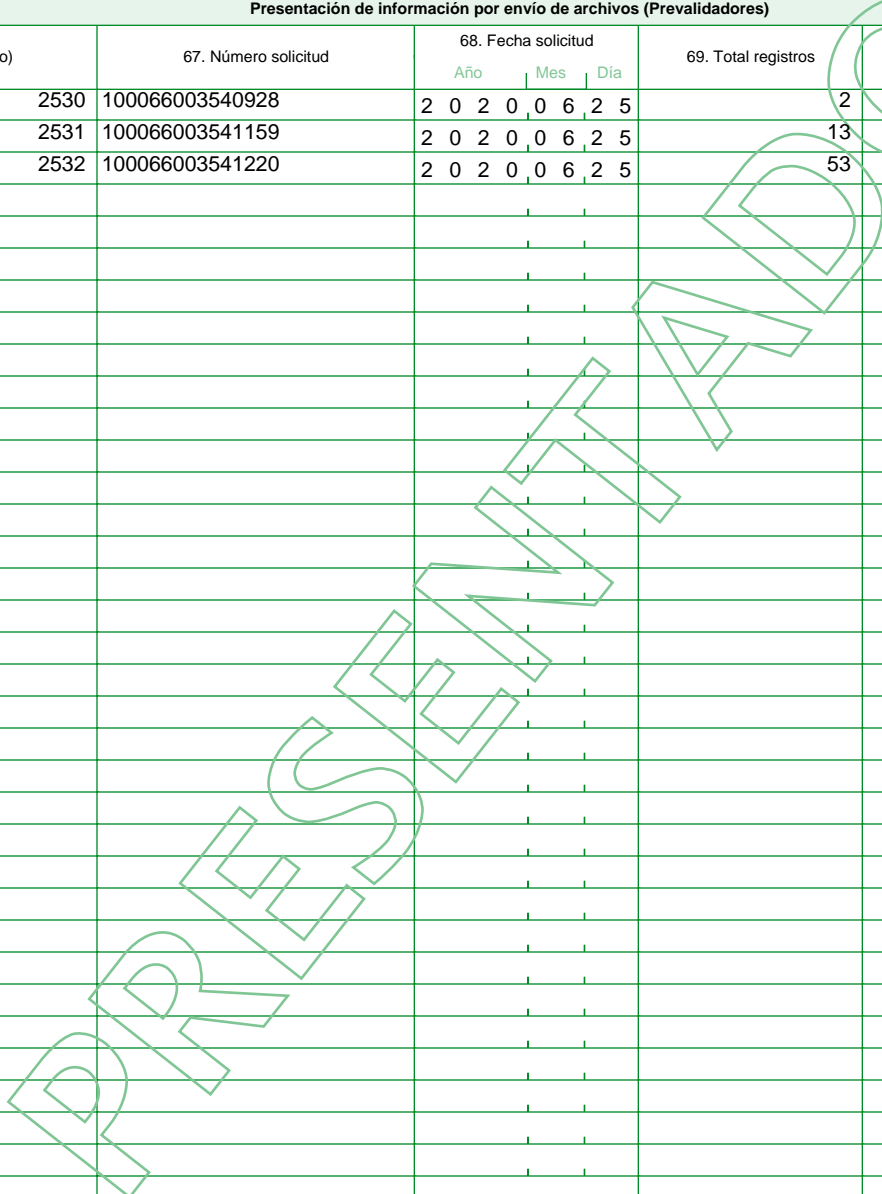 Presentación de información por envío de archivos (Prevalidadores)
o) 67. Número solicitud 68. Fecha solicitud 69. Total registros
Año Mes Día
2530 100066003540928 2 0 2 0 0 6 2 5 2
2531 100066003541159 2 0 2 0 0 6 2 5 13
2532 100066003541220 2 0 2 0 0 6 2 5 53
PRESENTADO